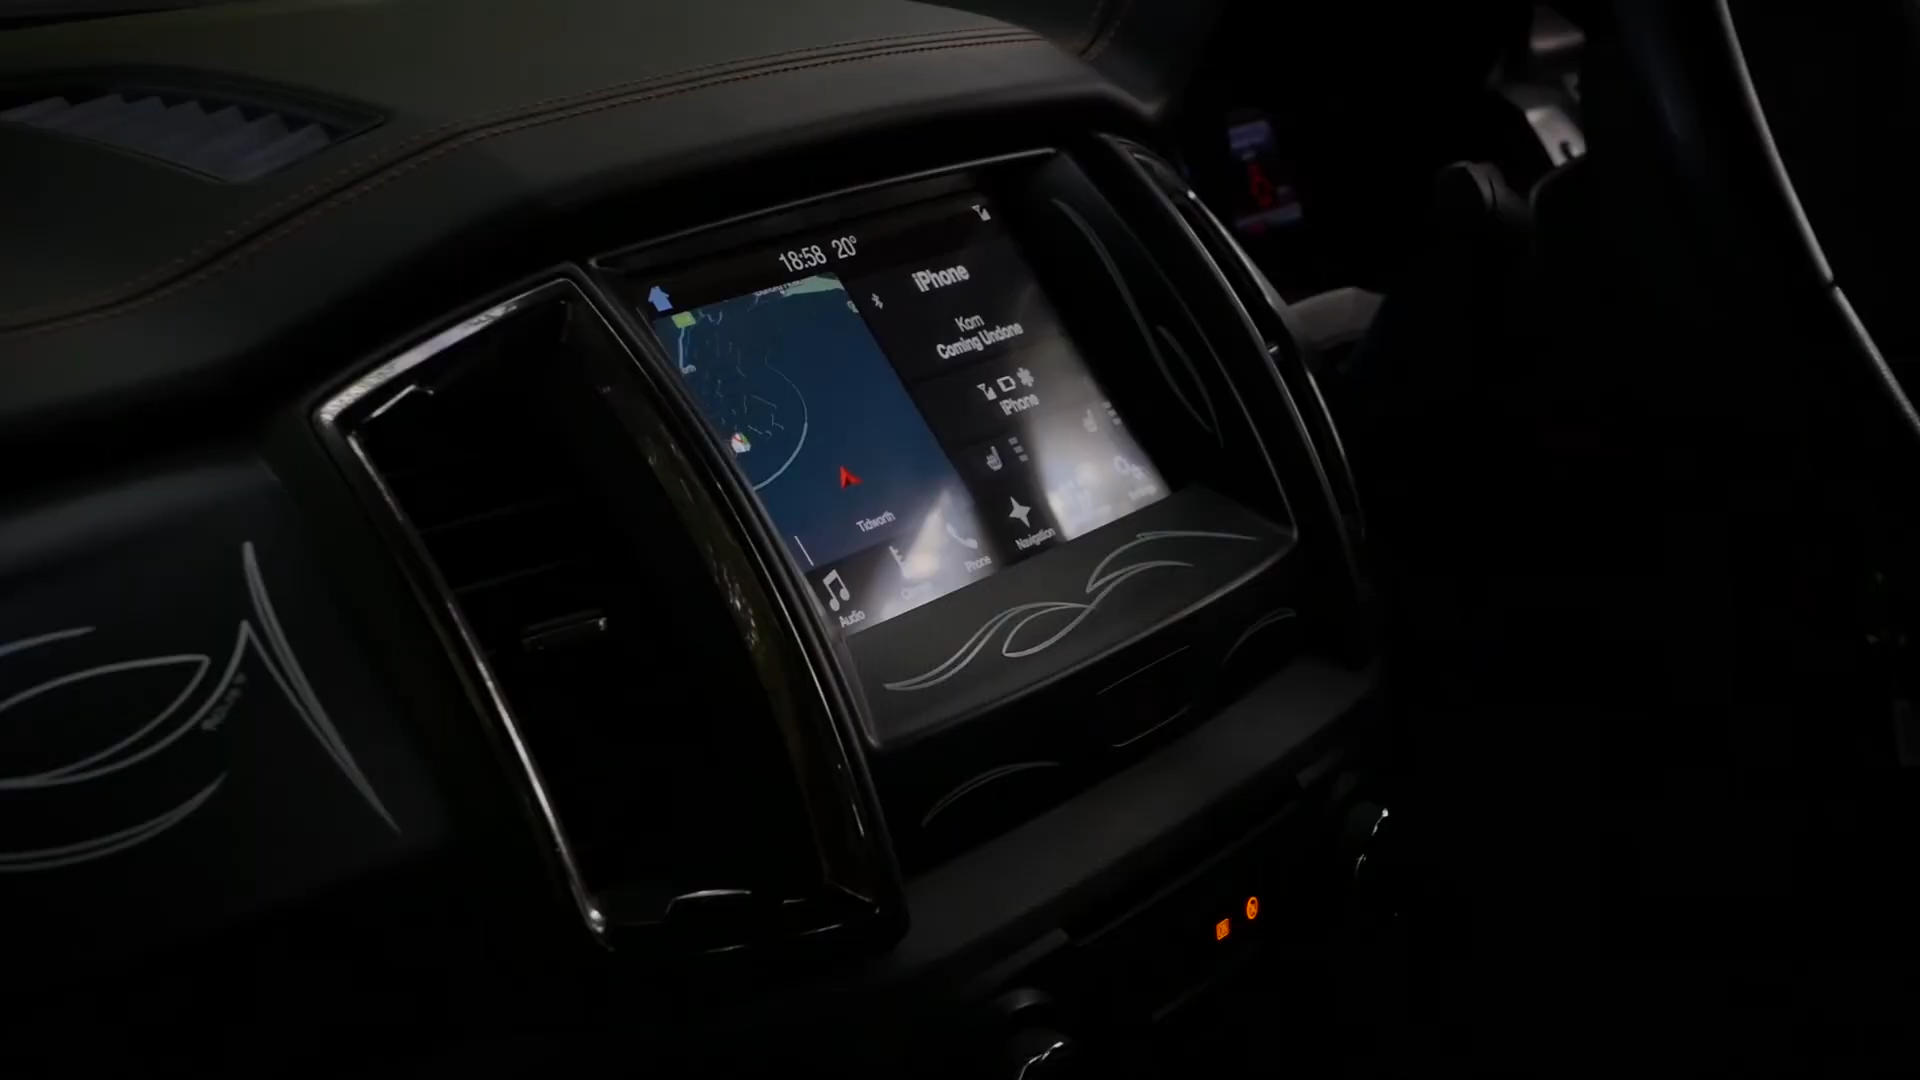 18:58 20°
iPhone
Korn
Coming Undone
iPhone
Tidworth
Audio
Phone
Navigation